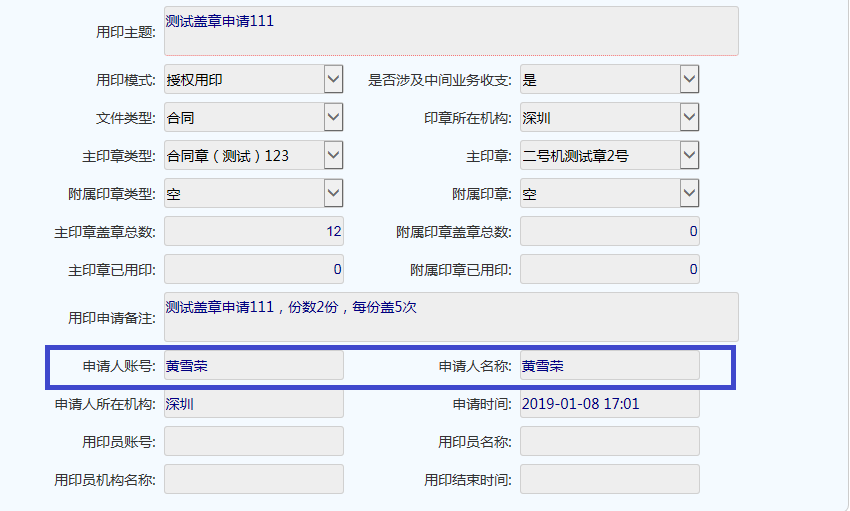 用印主题: 测试盖章申请111
用印模式: 授权用印 是否涉及中间业务收支: 是
文件类型: 合同 印章所在机构: 深圳
主印章类型: 合同章（测试）123 主印章: 二号机测试章2号
附属印章类型: 空 附属印章: 空
主印章盖章总数: 12 附属印章盖章总数: 0
主印章已用印: 0 附属印章已用印: 0
用印申请备注: 测试盖章申请111，份数2份，每份盖5次
申请人账号: 黄雪荣 申请人名称: 黄雪荣
申请人所在机构: 深圳 申请时间: 2019-01-08 17:01
用印员账号: 用印员名称:
用印员机构名称: 用印结束时间: